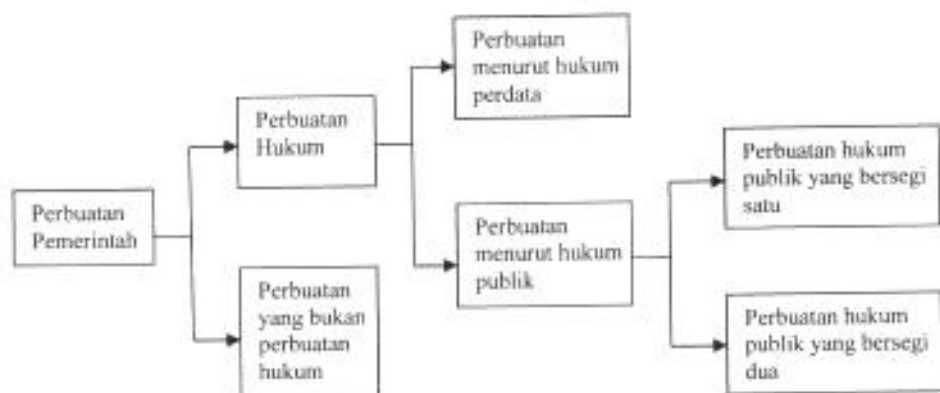 Perbuatan
Pemerintah
Perbuatan
Hukum
Perbuatan
yang bukan
perbuatan
hukum
Perbuatan
menurut hukum
perdata
Perbuatan
menurut hukum
publik
Perbuatan hukum
publik yang bersegi
satu
Perbuatan hukum
publik yang bersegi
dua